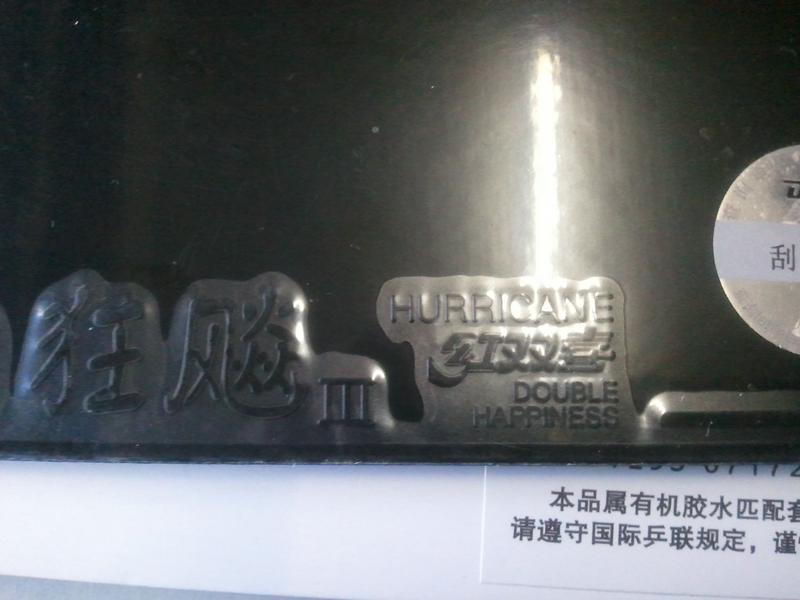 狂飚 III
HURRICANE
红双喜
DOUBLE
HAPPINESS
刮
本品属有机胶水匹配套
请遵守国际乒联规定，谨